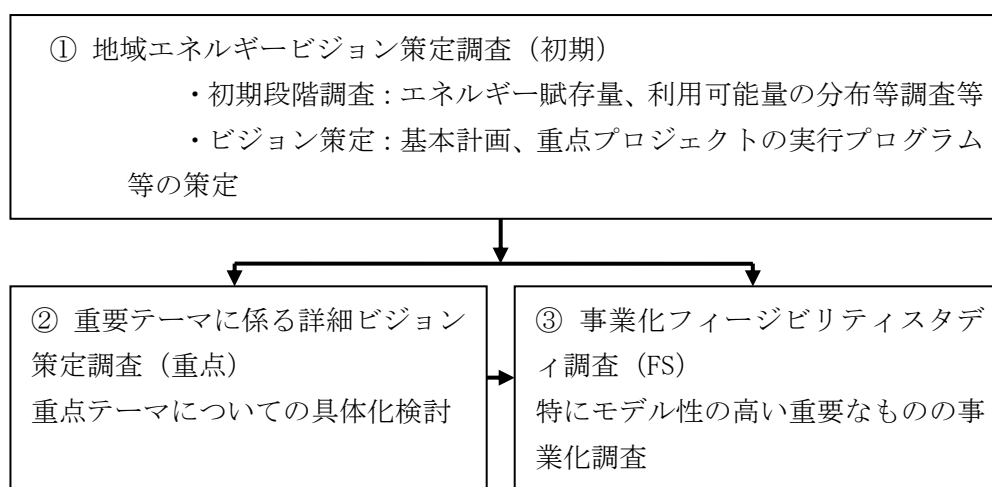 ① 地域エネルギービジョン策定調査（初期）
・初期段階調査：エネルギー賦存量、利用可能量の分布等調査等
・ビジョン策定：基本計画、重点プロジェクトの実行プログラム
等の策定
② 重要テーマに係る詳細ビジョン
策定調査（重点）
重点テーマについての具体化検討
③ 事業化フィージビリティスタデ
ィ調査（FS）
特にモデル性の高い重要なものの事
業化調査